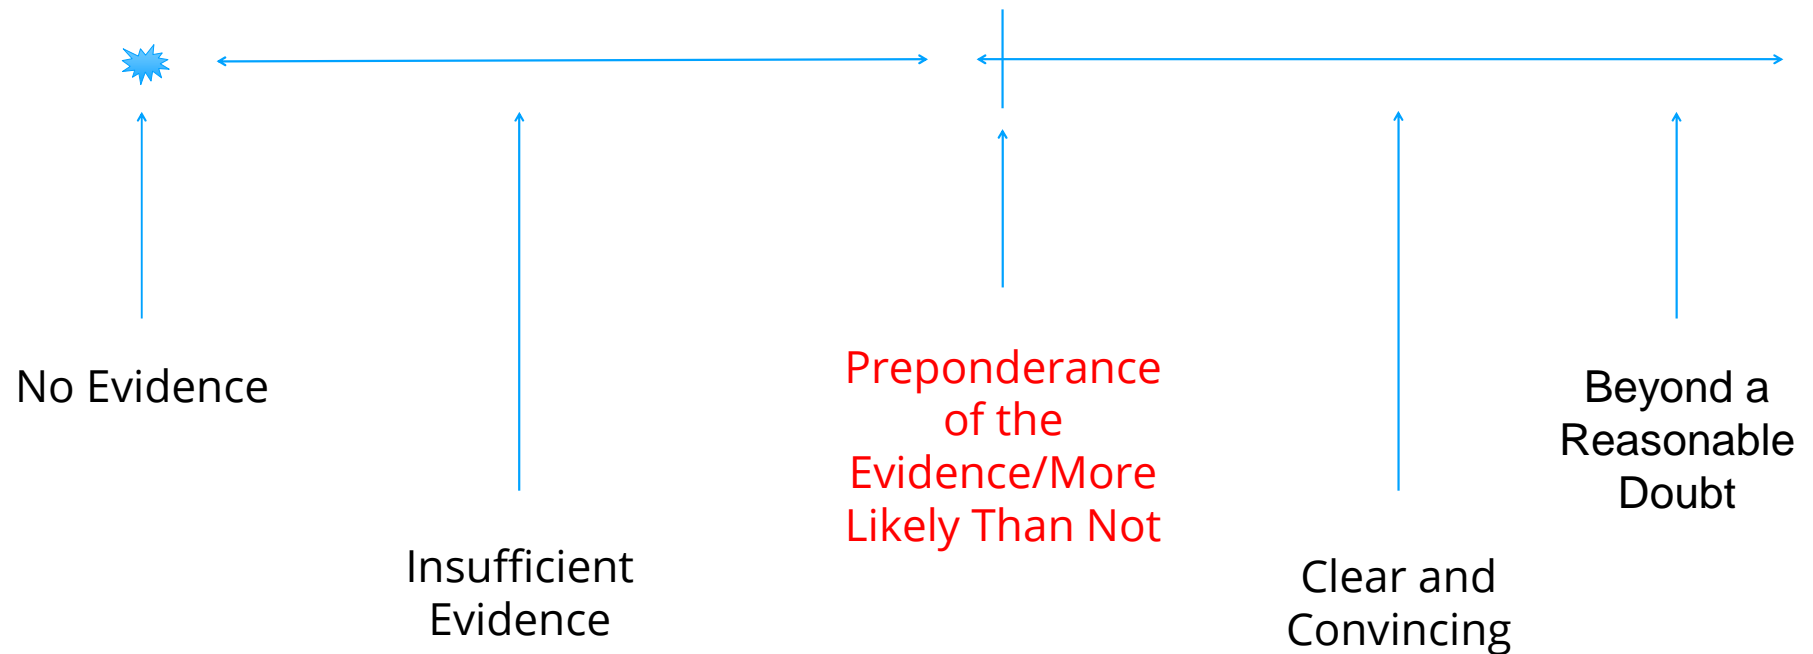 No Evidence
Insufficient
Evidence
Preponderance
of the
Evidence/More
Likely Than Not
Clear and
Convincing
Beyond a
Reasonable
Doubt